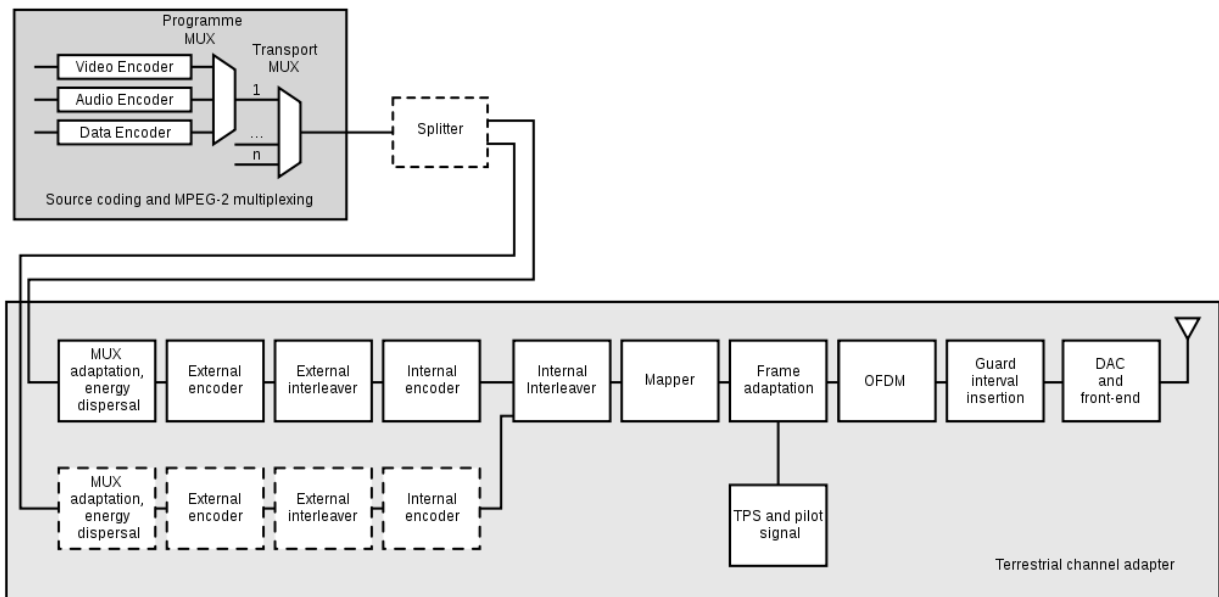 Programme
MUX
Transport
MUX
Video Encoder
Audio Encoder
Data Encoder
1
...
n
Source coding and MPEG-2 multiplexing
Splitter
MUX
adaptation,
energy
dispersal
External
encoder
External
interleaver
Internal
encoder
Internal
Interleaver
Mapper
Frame
adaptation
OFDM
Guard
interval
insertion
DAC
and
front-end
MUX
adaptation,
energy
dispersal
External
encoder
External
interleaver
Internal
encoder
TPS and pilot
signal
Terrestrial channel adapter